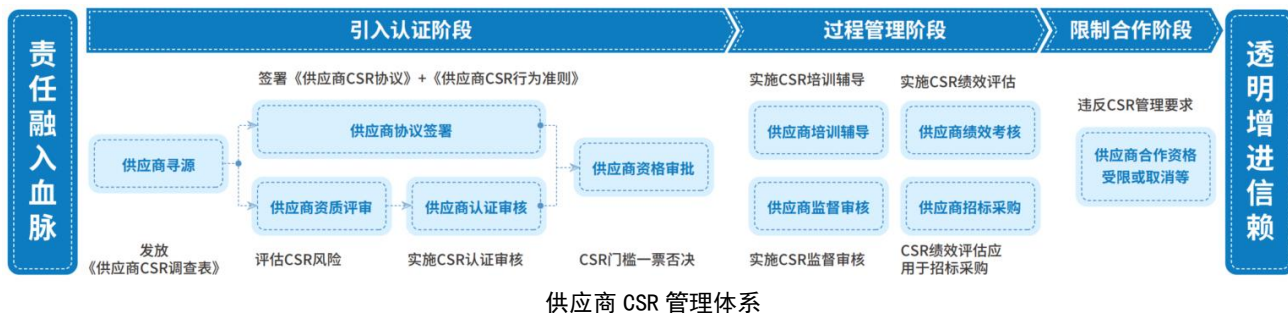 责任融入血脉
引入认证阶段
过程管理阶段
限制合作阶段
透明增进信赖
签署《供应商CSR协议》+《供应商CSR行为准则》
供应商协议签署
供应商寻源
供应商资质评审
供应商认证审核
供应商资格审批
发放
《供应商CSR调查表》
评估CSR风险
实施CSR认证审核
CSR门槛一票否决
实施CSR培训辅导
实施CSR绩效评估
供应商培训辅导
供应商绩效考核
供应商监督审核
供应商招标采购
实施CSR监督审核
CSR绩效评估应
用于招标采购
违反CSR管理要求
供应商合作资格
受限或取消等
供应商 CSR 管理体系